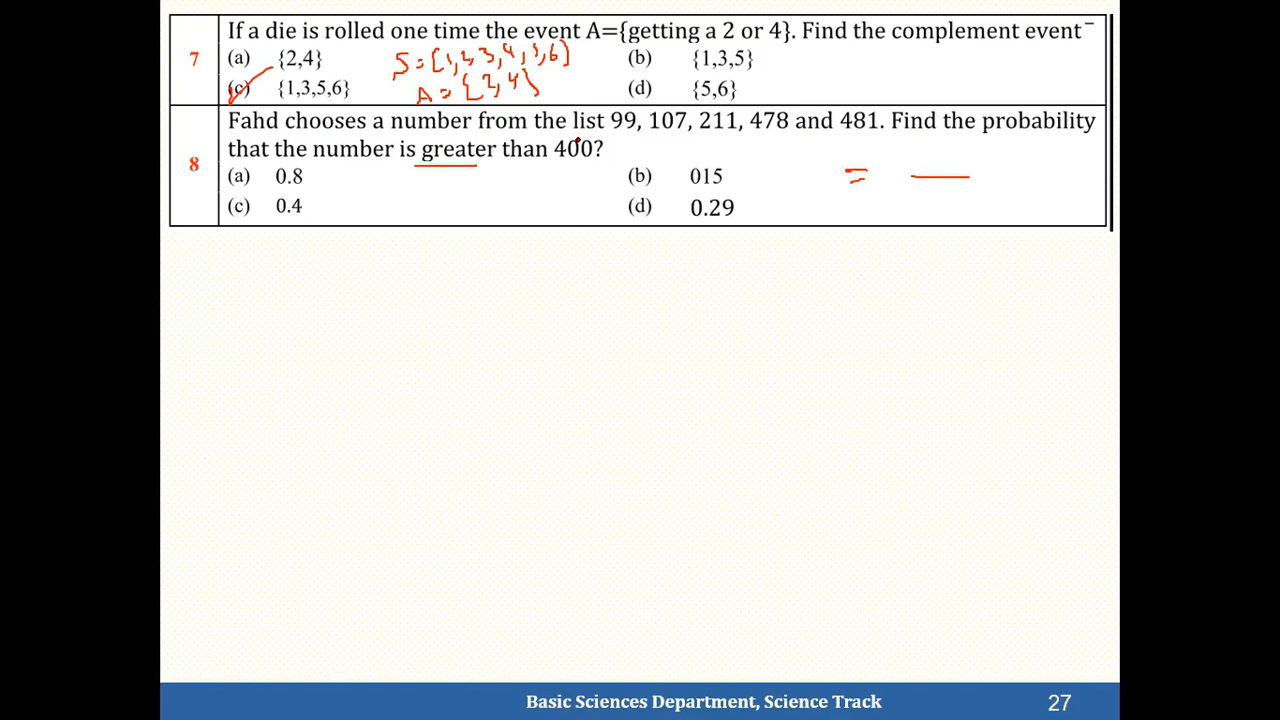 7 If a die is rolled one time the event A={getting a 2 or 4}. Find the complement event ¯
(a) {2,4} S = {1,2,3,4,5,6} (b) {1,3,5}
(c) {1,3,5,6} A = {2,4} (d) {5,6}
Fahd chooses a number from the list 99, 107, 211, 478 and 481. Find the probability
8 that the number is greater than 400?
(a) 0.8 (b) 015 =
(c) 0.4 (d) 0.29
Basic Sciences Department, Science Track 27